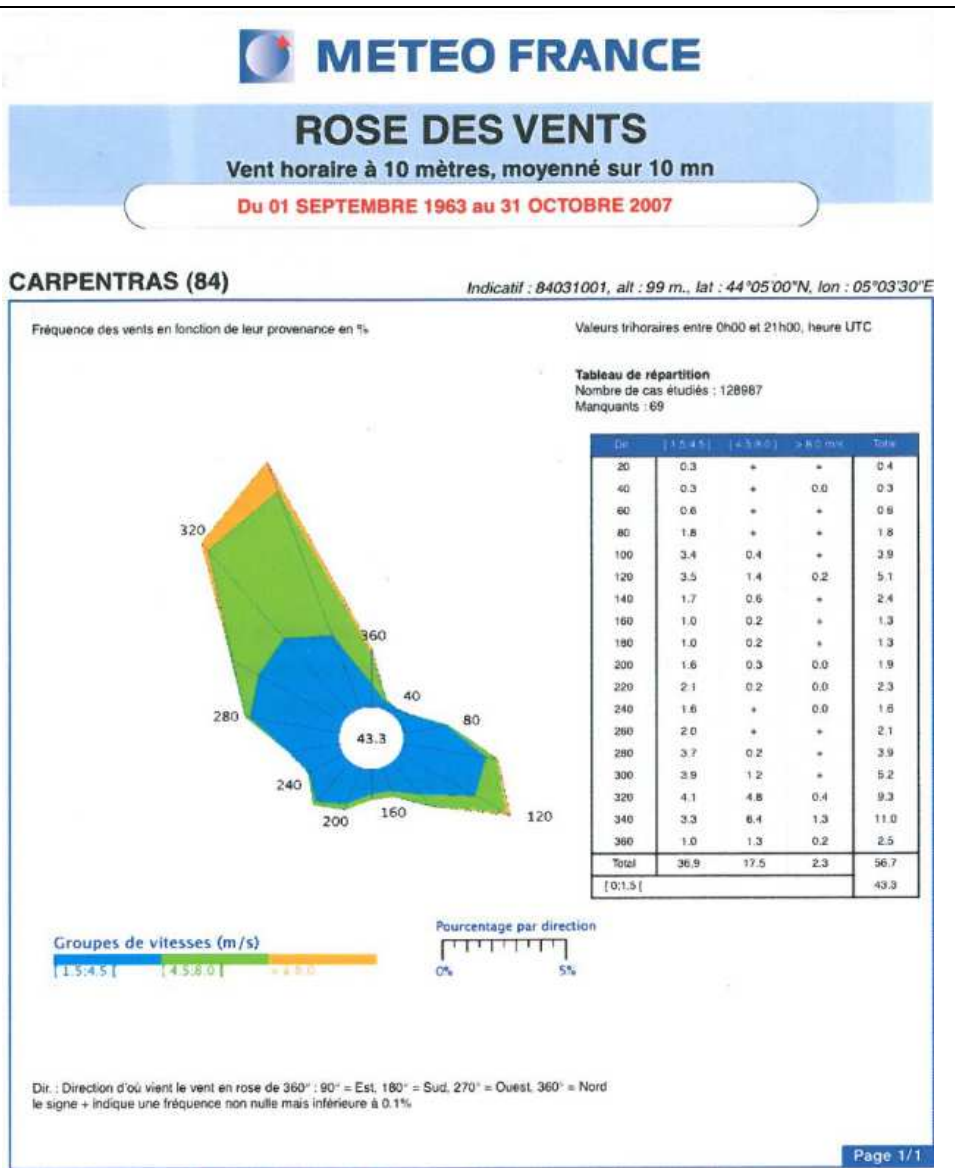 METEO FRANCE
ROSE DES VENTS
Vent horaire à 10 mètres, moyenné sur 10 mn
Du 01 SEPTEMBRE 1963 au 31 OCTOBRE 2007
CARPENTRAS (84)
Indicatif : 84031001, alt : 99 m., lat : 44°05'00"N, lon : 05°03'30"E
Fréquence des vents en fonction de leur provenance en %
Valeurs trihoraires entre 0h00 et 21h00, heure UTC
Tableau de répartition
Nombre de cas étudiés : 128987
Manquants : 69
Dir. [ 1.5;4.5 [ [ 4.5;8.0 ] > 8.0 m/s Total
20 0.3 + + 0.4
40 0.3 + 0.0 0.3
60 0.6 + + 0.6
80 1.8 + + 1.8
100 3.4 0.4 + 3.9
120 3.5 1.4 0.2 5.1
140 1.7 0.6 + 2.4
160 1.0 0.2 + 1.3
180 1.0 0.2 + 1.3
200 1.6 0.3 0.0 1.9
220 2.1 0.2 0.0 2.3
240 1.6 + 0.0 1.6
260 2.0 + + 2.1
280 3.7 0.2 + 3.9
300 3.9 1.2 + 5.2
320 4.1 4.8 0.4 9.3
340 3.3 6.4 1.3 11.0
360 1.0 1.3 0.2 2.5
Total 36.9 17.5 2.3 56.7
[ 0;1.5 [ 43.3
320
360
40
280
80
43.3
240
200
160
120
Groupes de vitesses (m/s)
[ 1.5;4.5 [ [ 4.5;8.0 ] > 8.0
Pourcentage par direction
0% 5%
Dir. : Direction d'où vient le vent en rose de 360° : 90° = Est, 180° = Sud, 270° = Ouest, 360° = Nord
le signe + indique une fréquence non nulle mais inférieure à 0.1%
Page 1/1